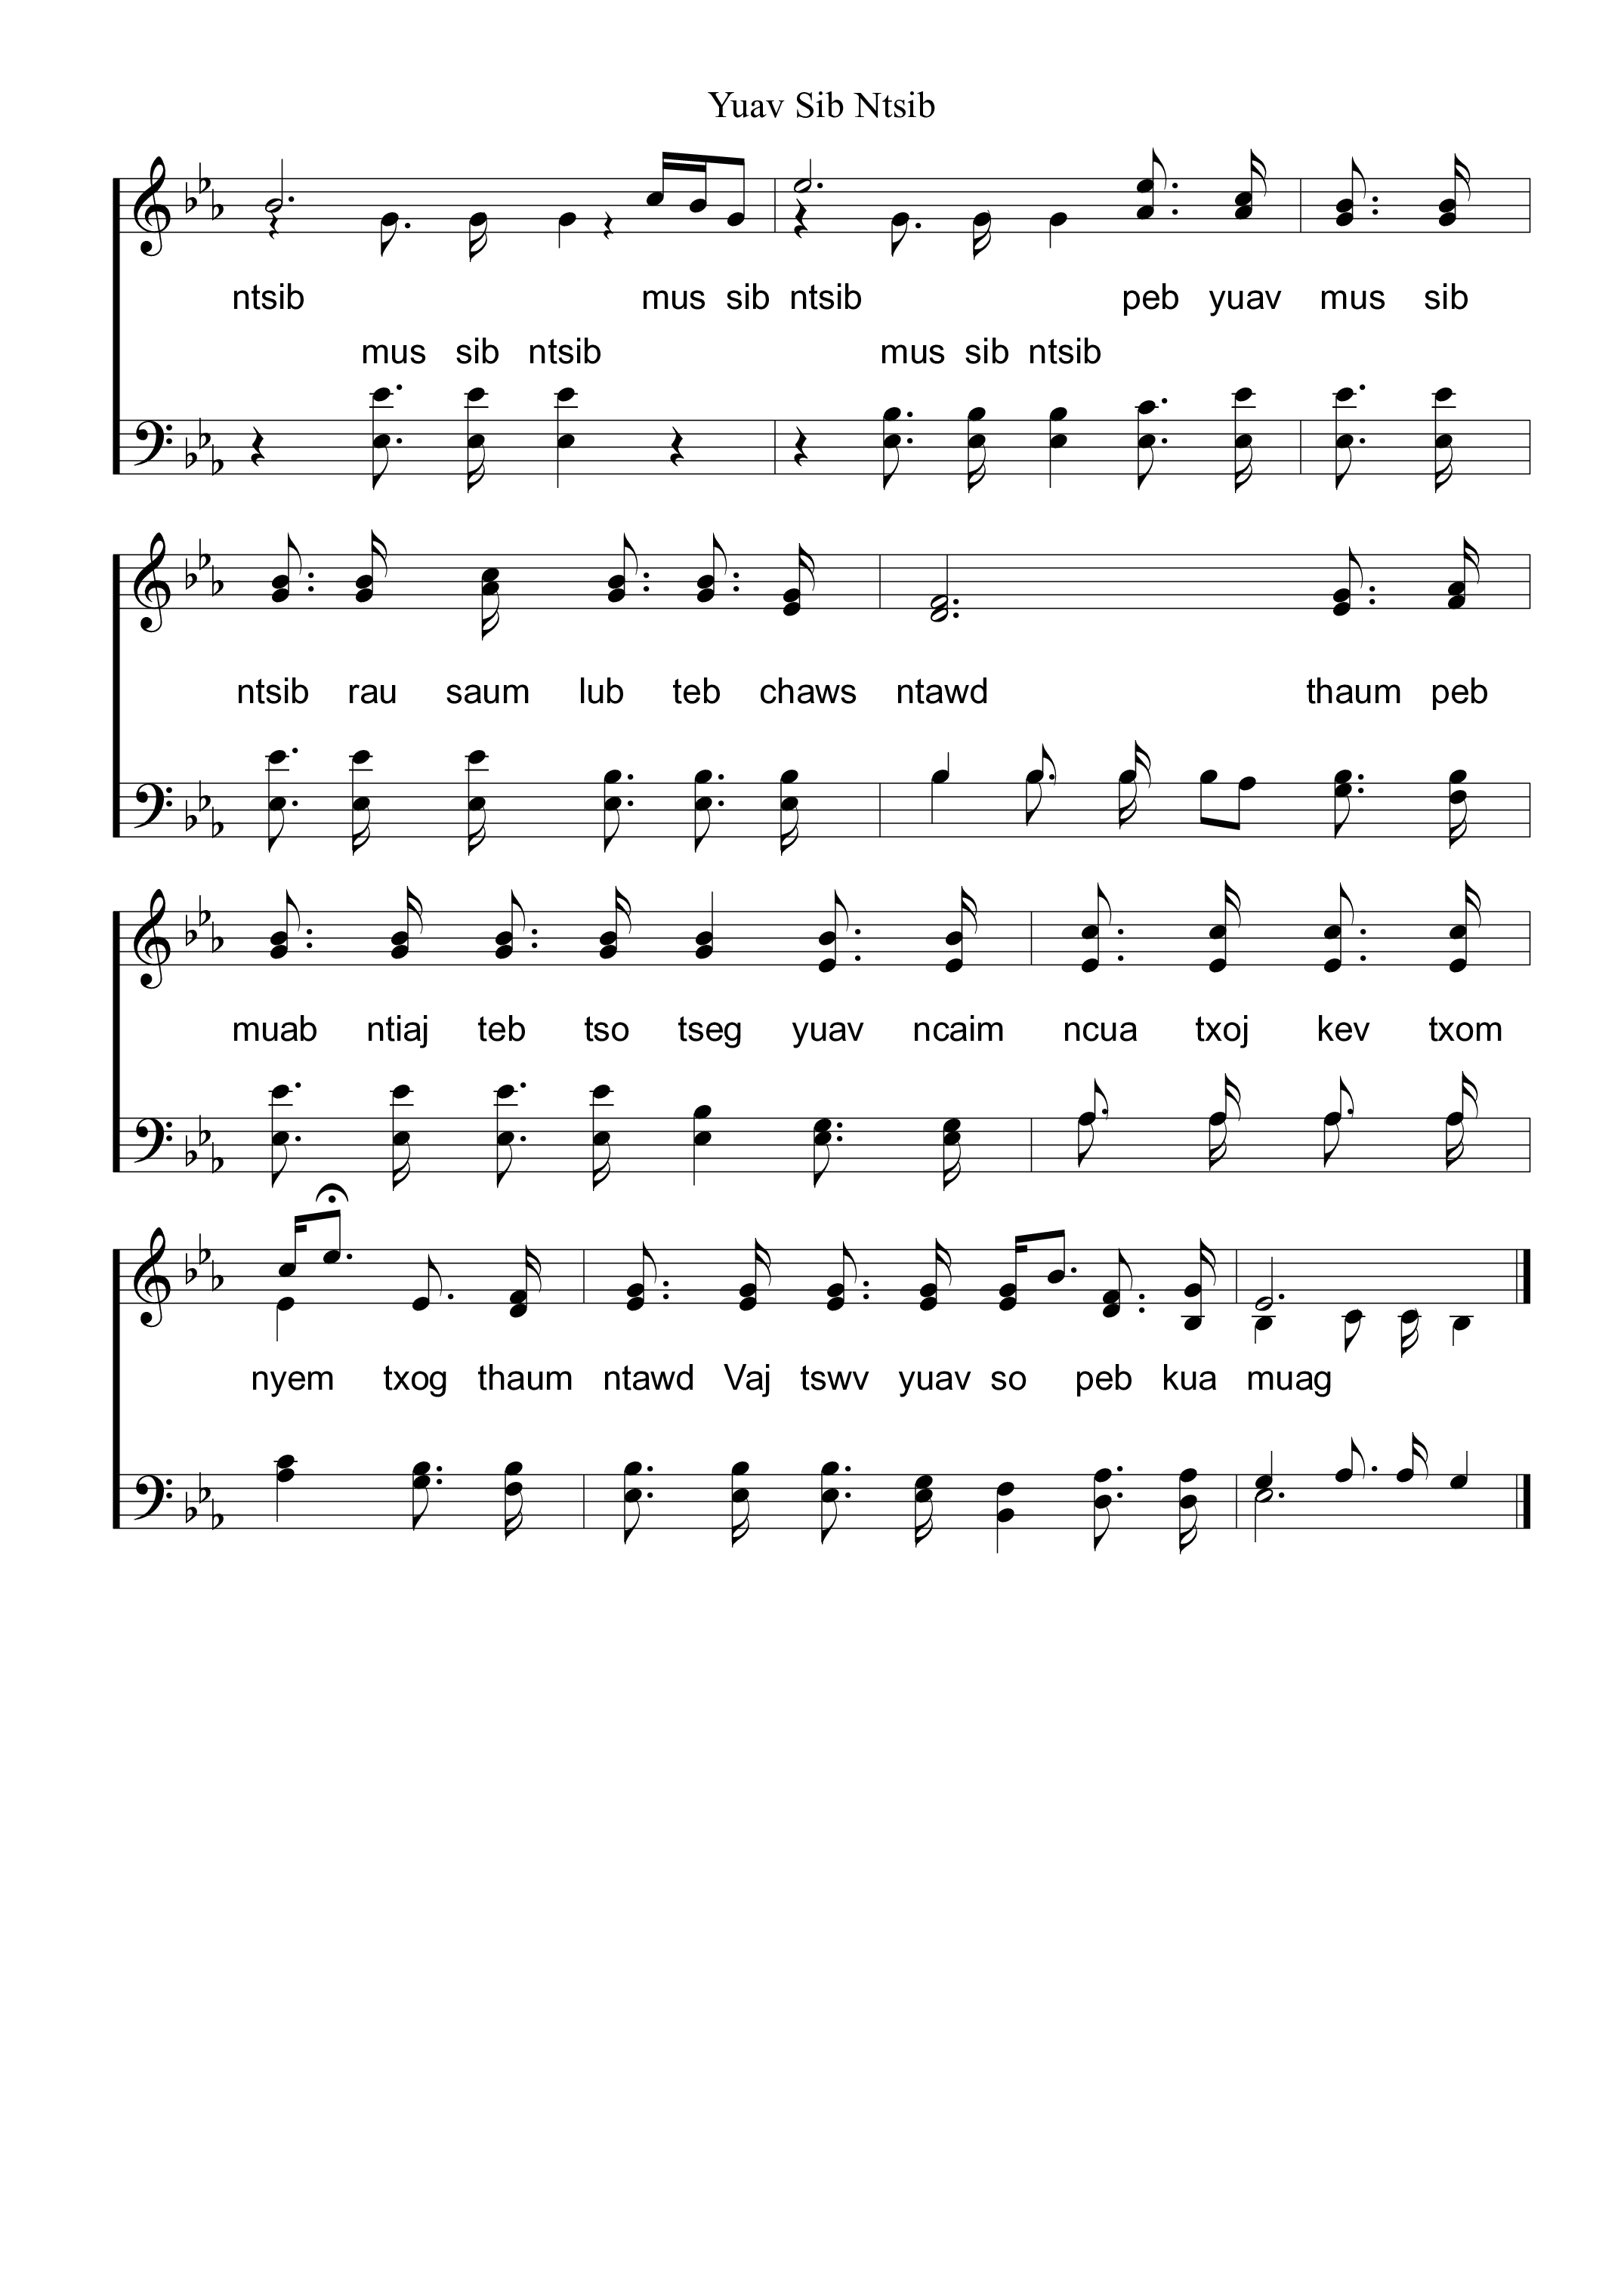 Yuav Sib Ntsib
ntsib mus sib ntsib peb yuav mus sib
mus sib ntsib mus sib ntsib
ntsib rau saum lub teb chaws ntawd thaum peb
muab ntiaj teb tso tseg yuav ncaim ncua txoj kev txom
nyem txog thaum ntawd Vaj tswv yuav so peb kua muag